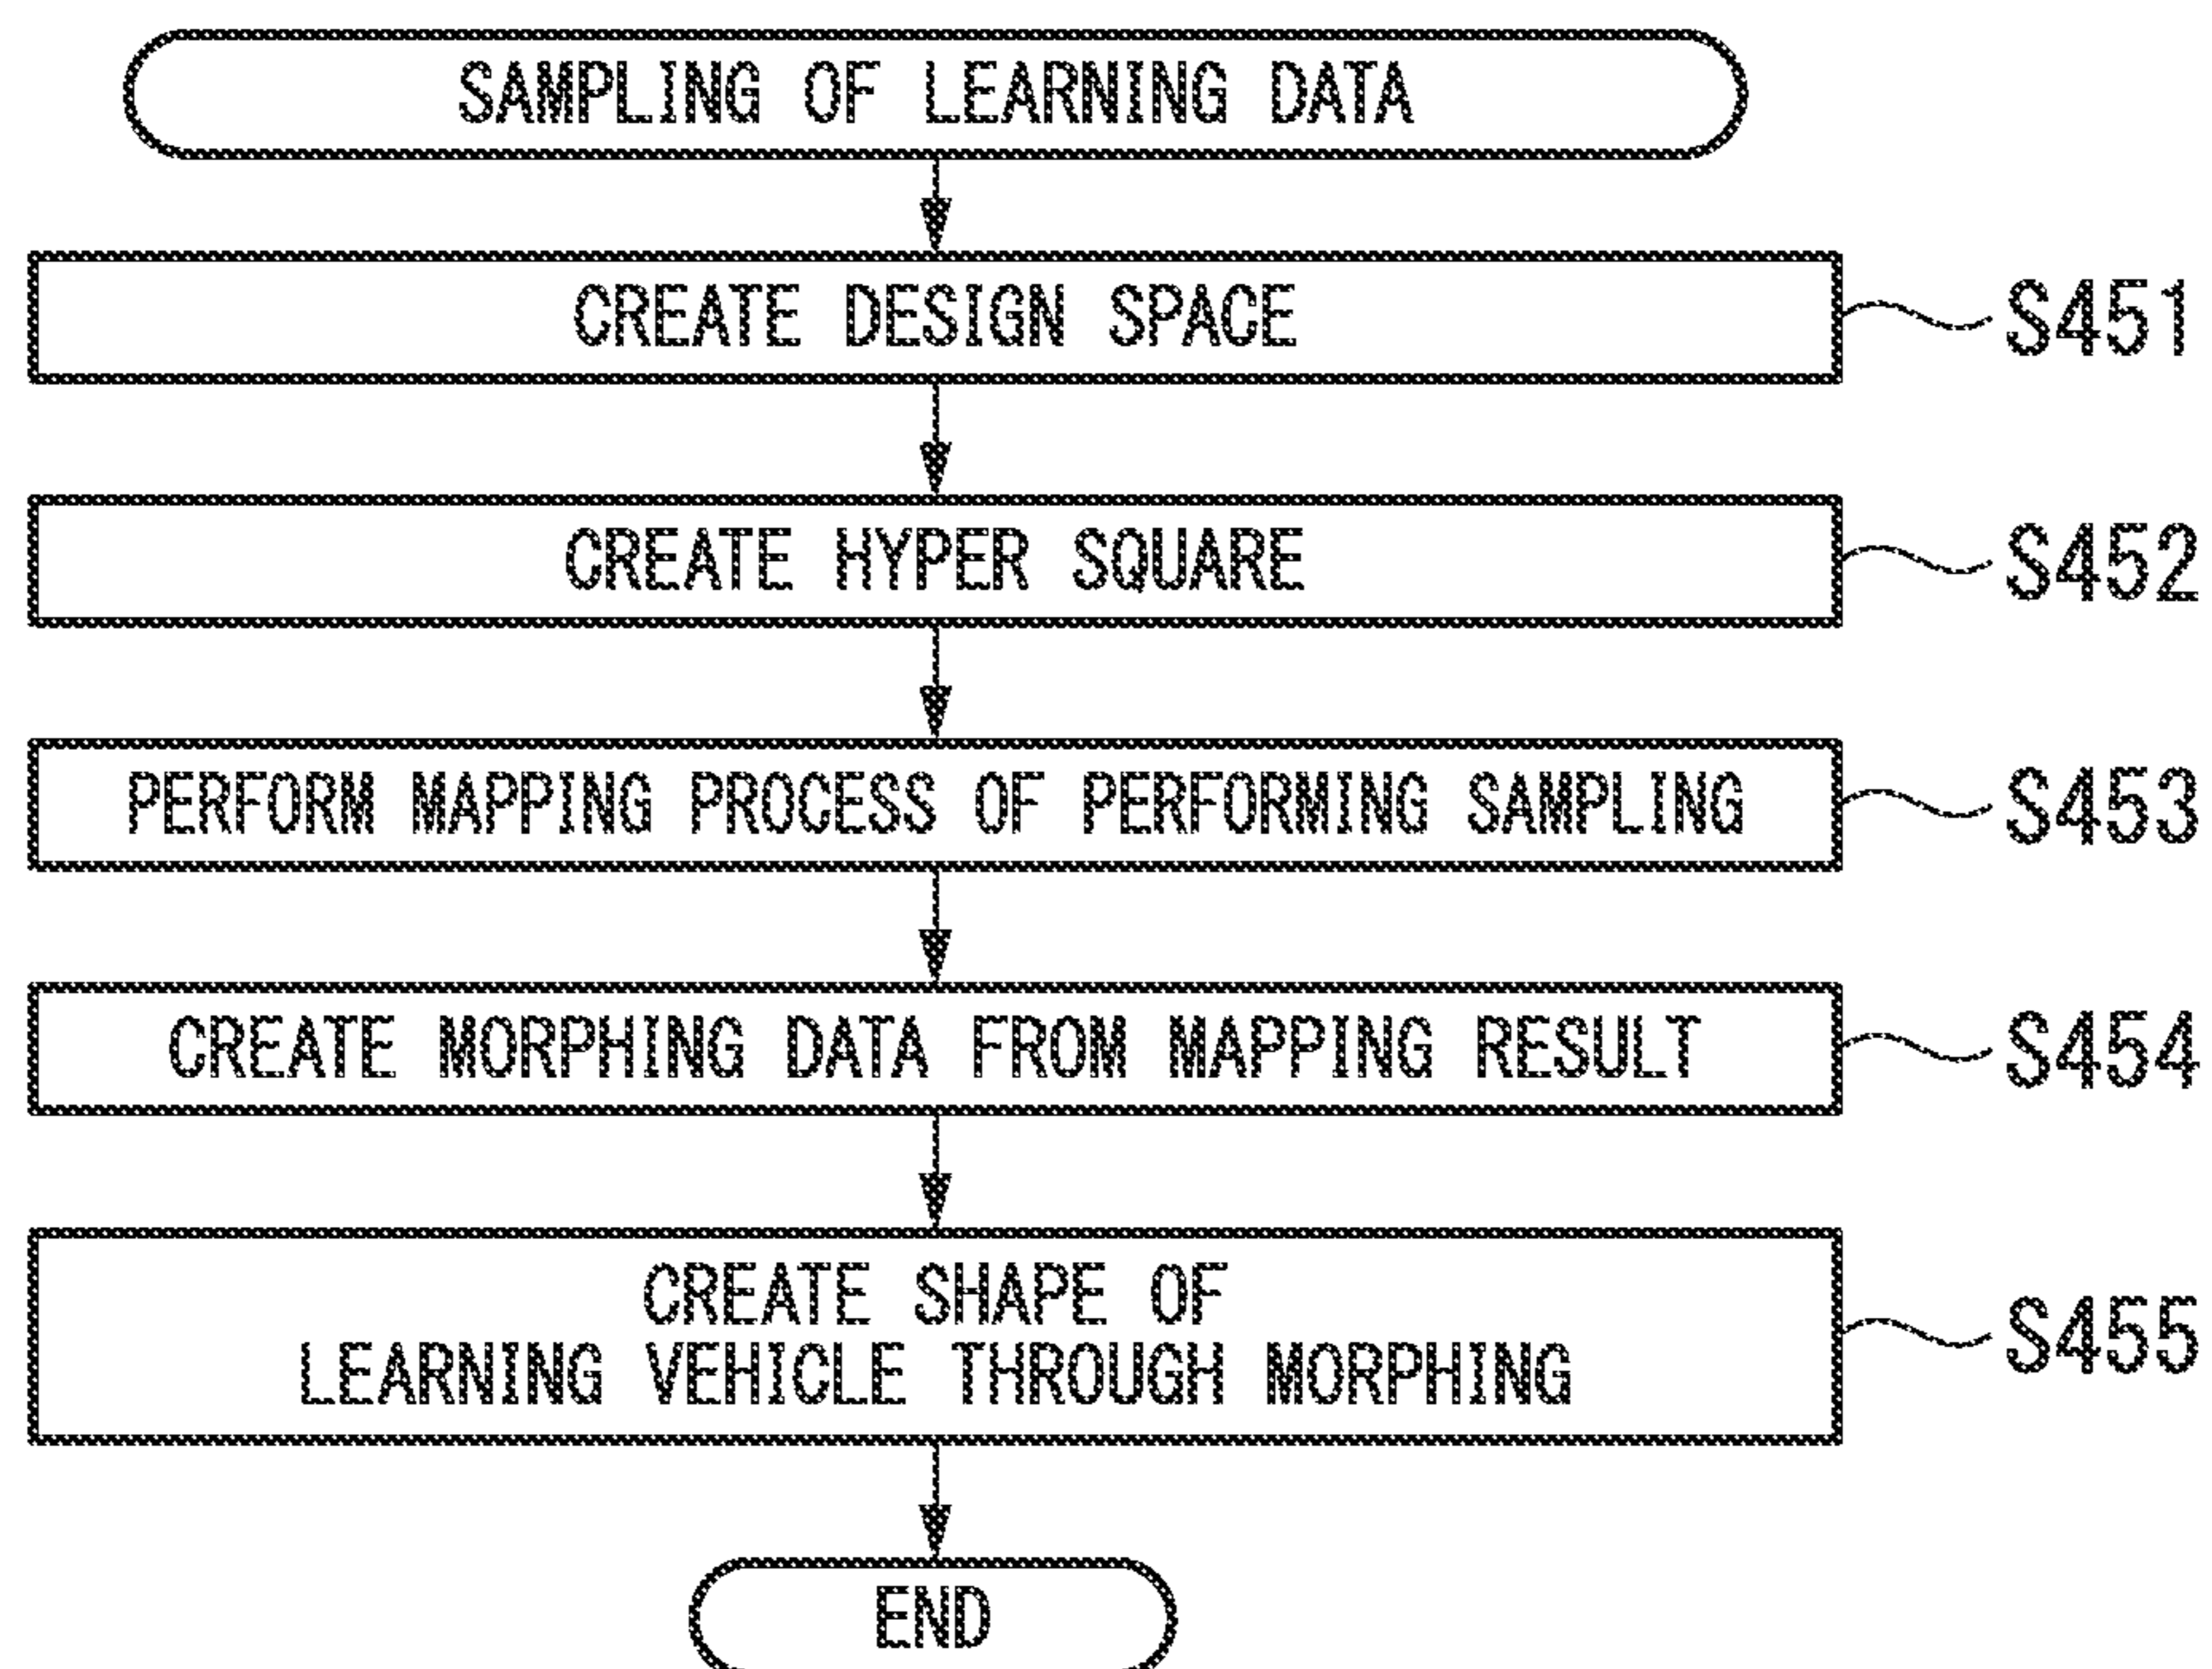 SAMPLING OF LEARNING DATA
CREATE DESIGN SPACE
S451
CREATE HYPER SQUARE
S452
PERFORM MAPPING PROCESS OF PERFORMING SAMPLING
S453
CREATE MORPHING DATA FROM MAPPING RESULT
S454
CREATE SHAPE OF
LEARNING VEHICLE THROUGH MORPHING
S455
END